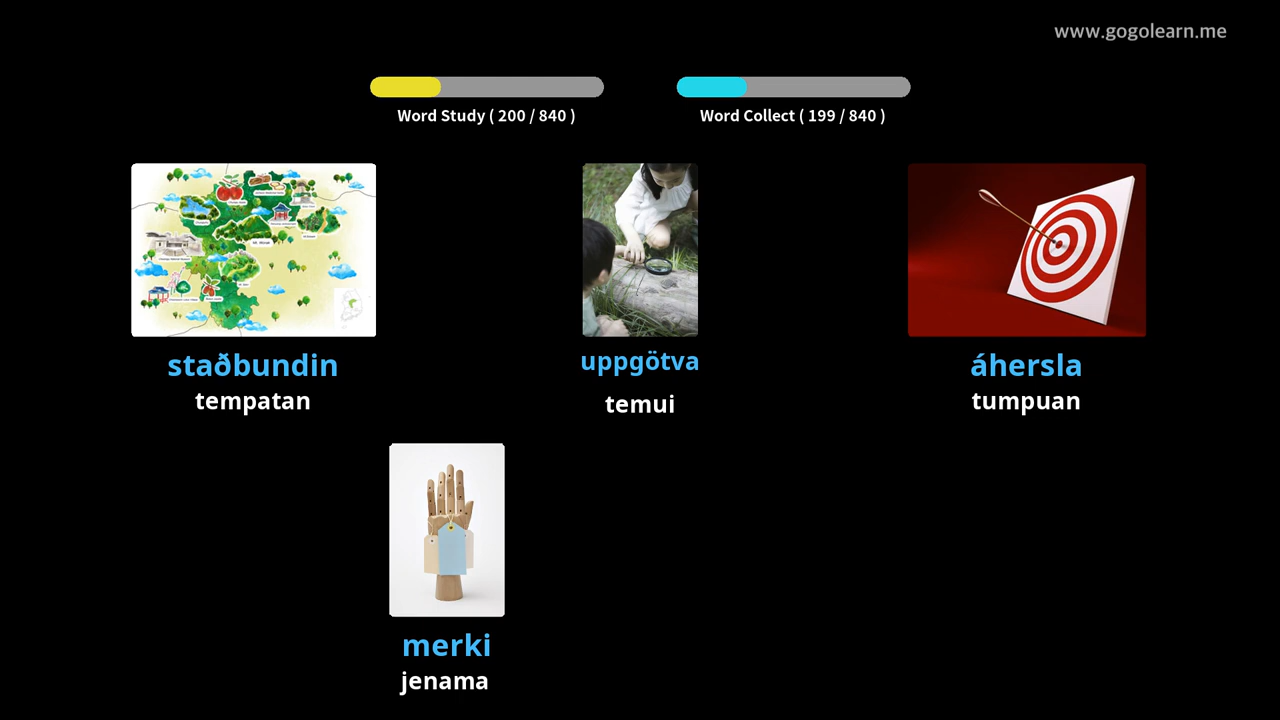 www.gogolearn.me
Word Study ( 200 / 840 )
Word Collect ( 199 / 840 )
staðbundin
tempatan
uppgötva
temui
áhersla
tumpuan
merki
jenama